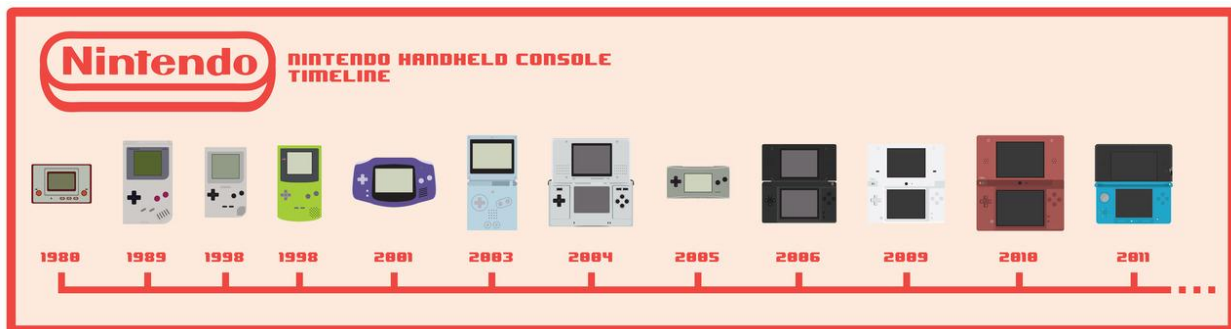 Nintendo
NINTENDO HANDHELD CONSOLE
TIMELINE
1980 1989 1998 1998 2001 2003 2004 2005 2006 2009 2010 2011